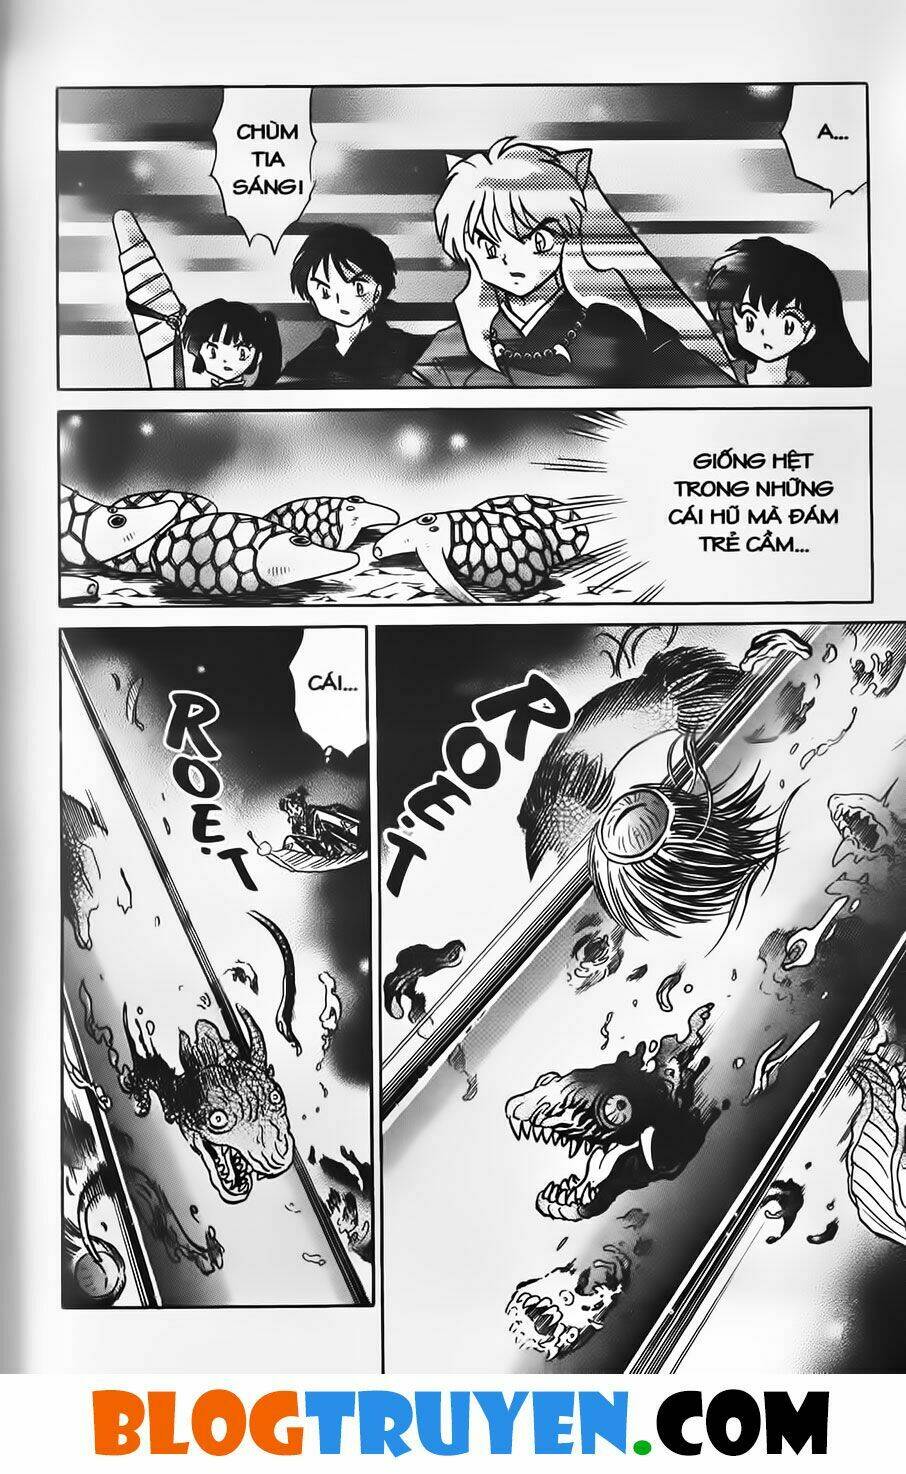 A...
CHÙM
TIA
SÁNG!
GIỐNG HỆT
TRONG NHỮNG
CÁI HŨ MÀ ĐÁM
TRẺ CẦM...
ROẸT
CÁI...
ROẸT
BLOGTRUYEN.COM